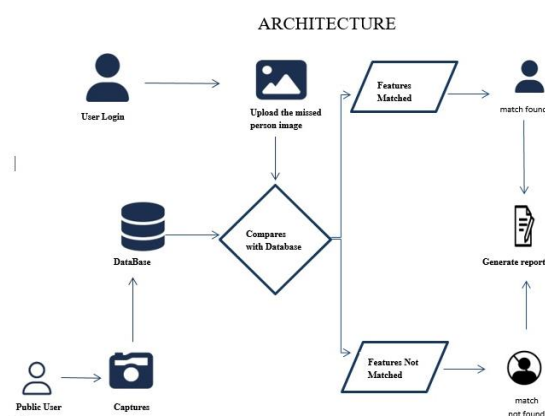 ARCHITECTURE
User Login
Upload the missed
person image
Features
Matched
match found
Compares
with Database
DataBase
Generate report
Features Not
Matched
Public User
Captures
match
not found